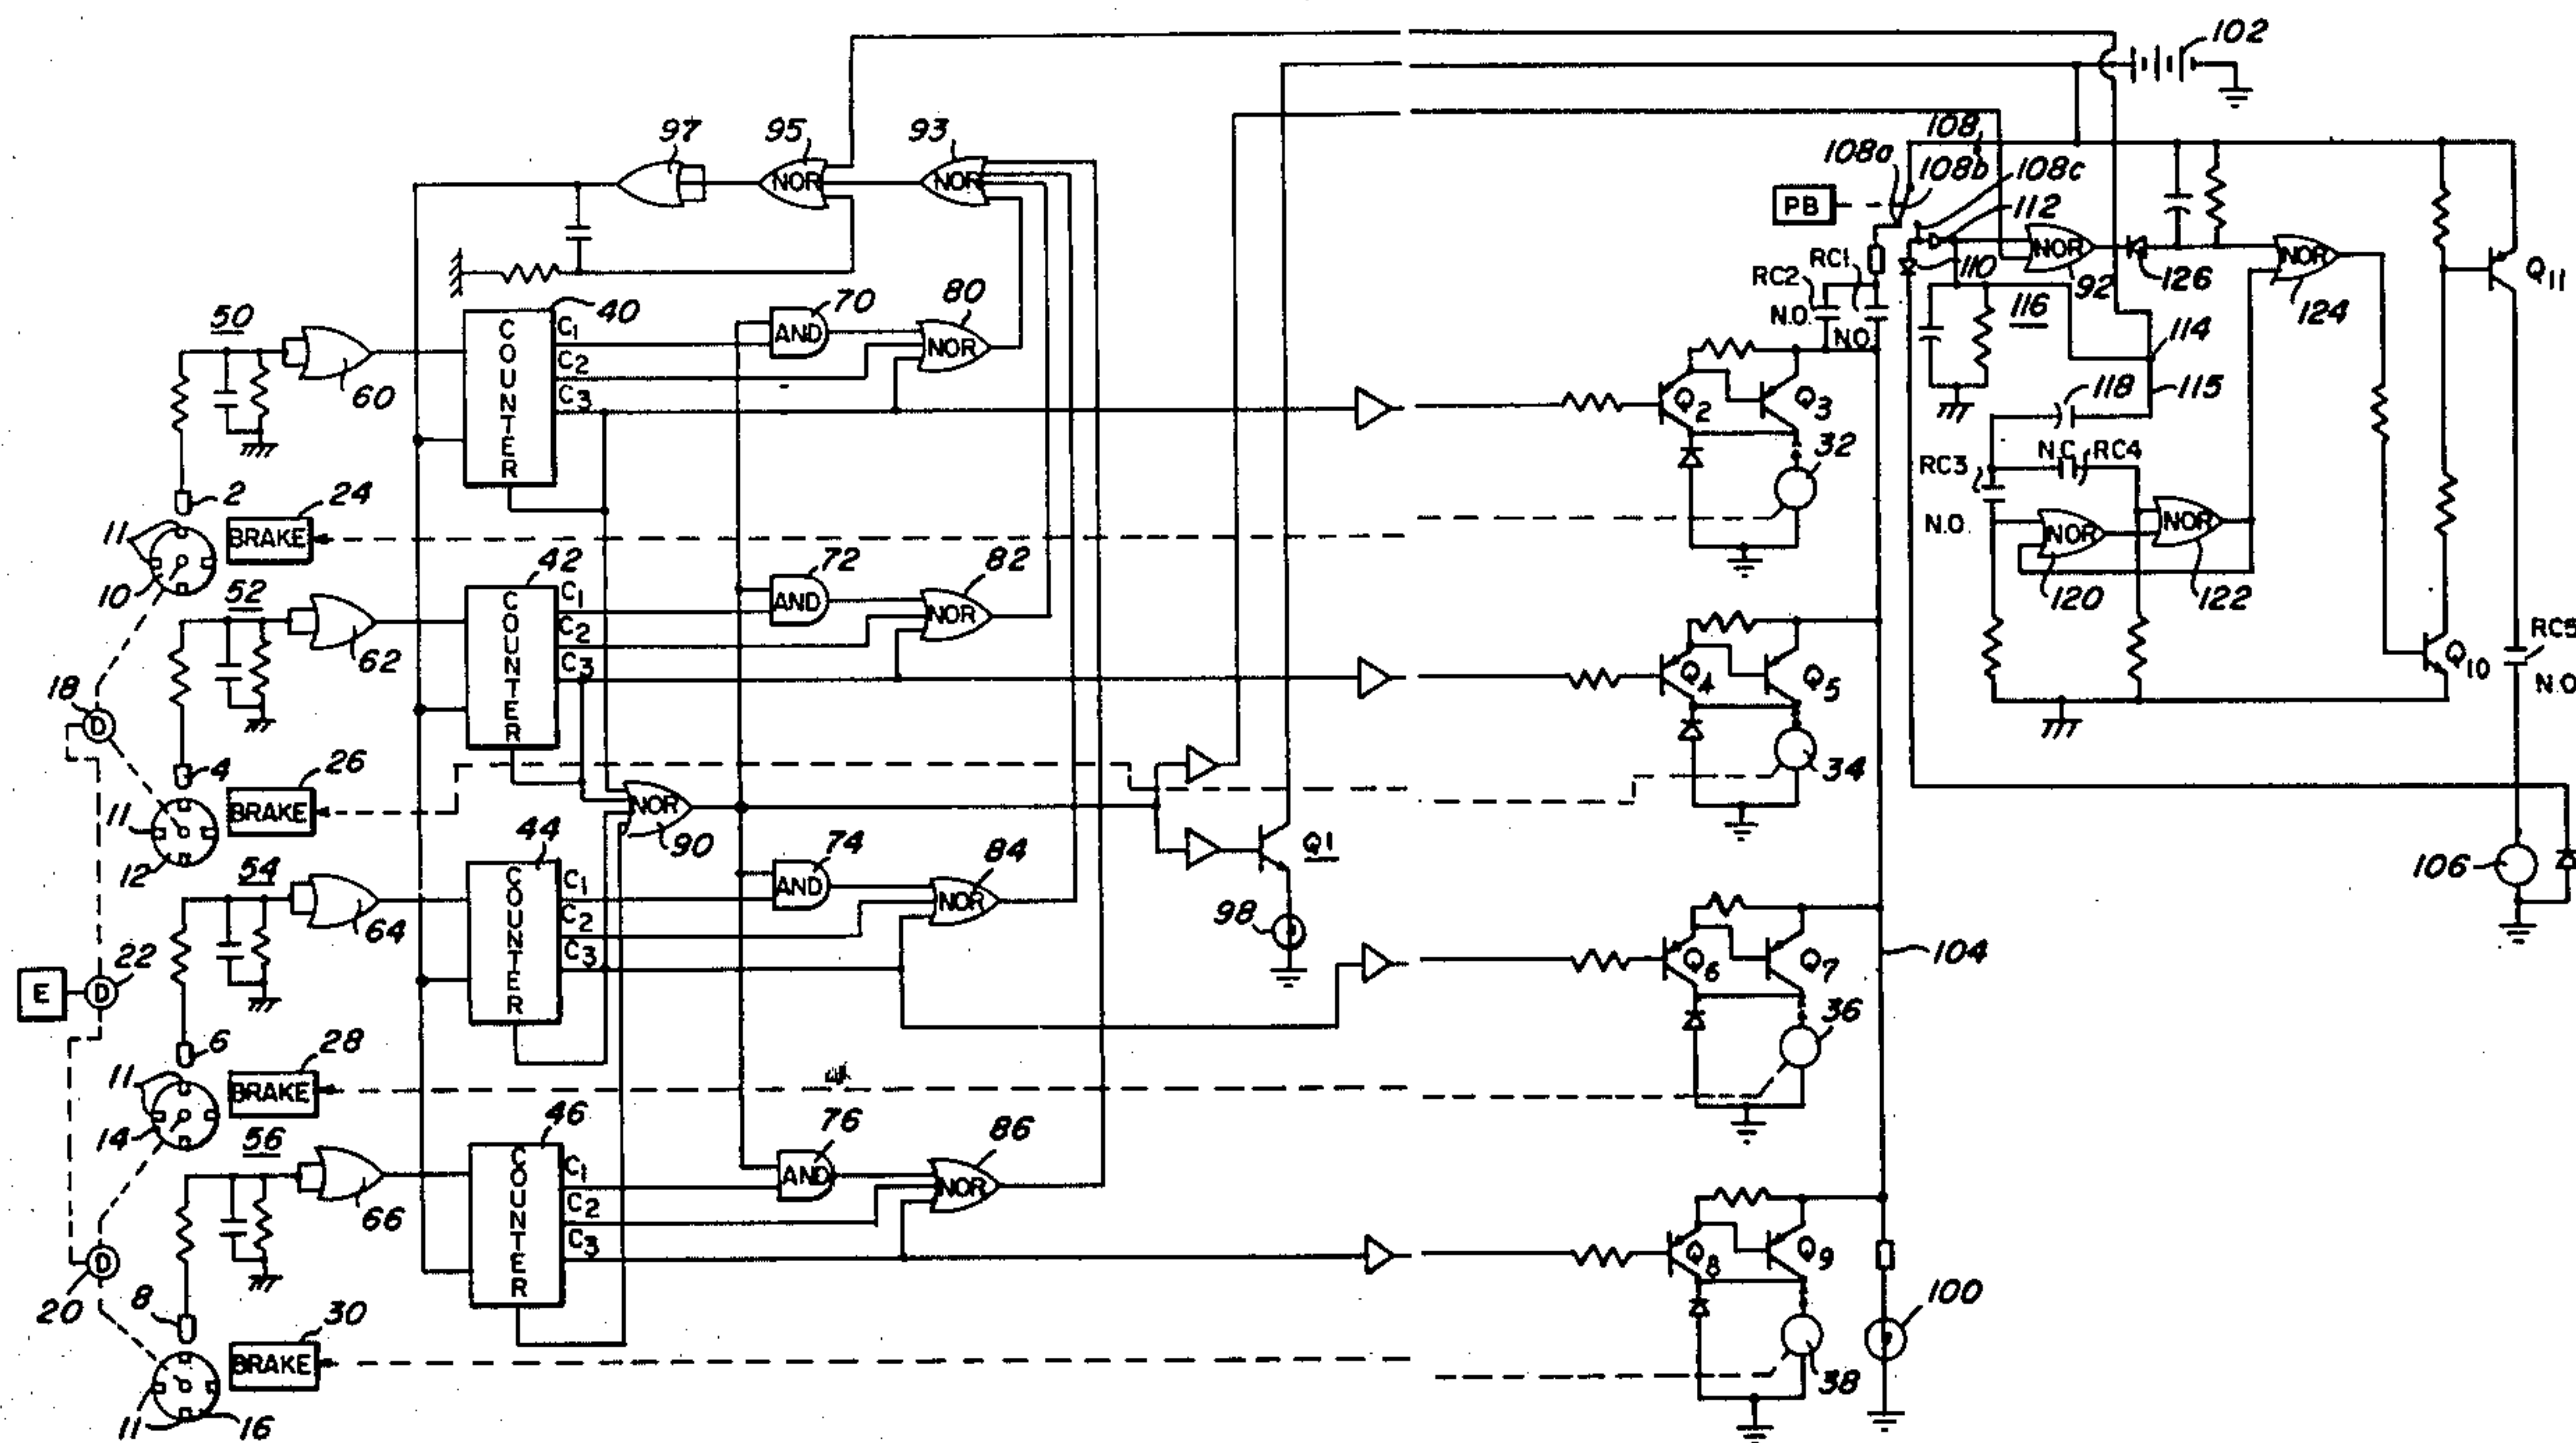 102
97
95
93
108
108a
108b
108c
112
PB
NOR
NOR
NOR
NOR
110
92
126
124
Q11
RC1
RC2
N.O.
N.O.
116
114
115
118
50
60
40
COUNTER
C1
C2
C3
70
AND
80
NOR
Q2
Q3
32
N.C.
RC4
RC3
N.O.
NOR
120
NOR
122
Q10
RC5
N.O.
2
24
BRAKE
11
10
52
62
42
COUNTER
C1
C2
C3
72
AND
82
NOR
Q4
Q5
34
18
D
4
26
BRAKE
11
12
NOR
90
Q1
98
106
54
64
44
COUNTER
C1
C2
C3
74
AND
84
NOR
Q6
Q7
36
104
E
D
22
6
28
BRAKE
11
14
56
66
46
COUNTER
C1
C2
C3
76
AND
86
NOR
Q8
Q9
38
100
D
20
8
30
BRAKE
11
16